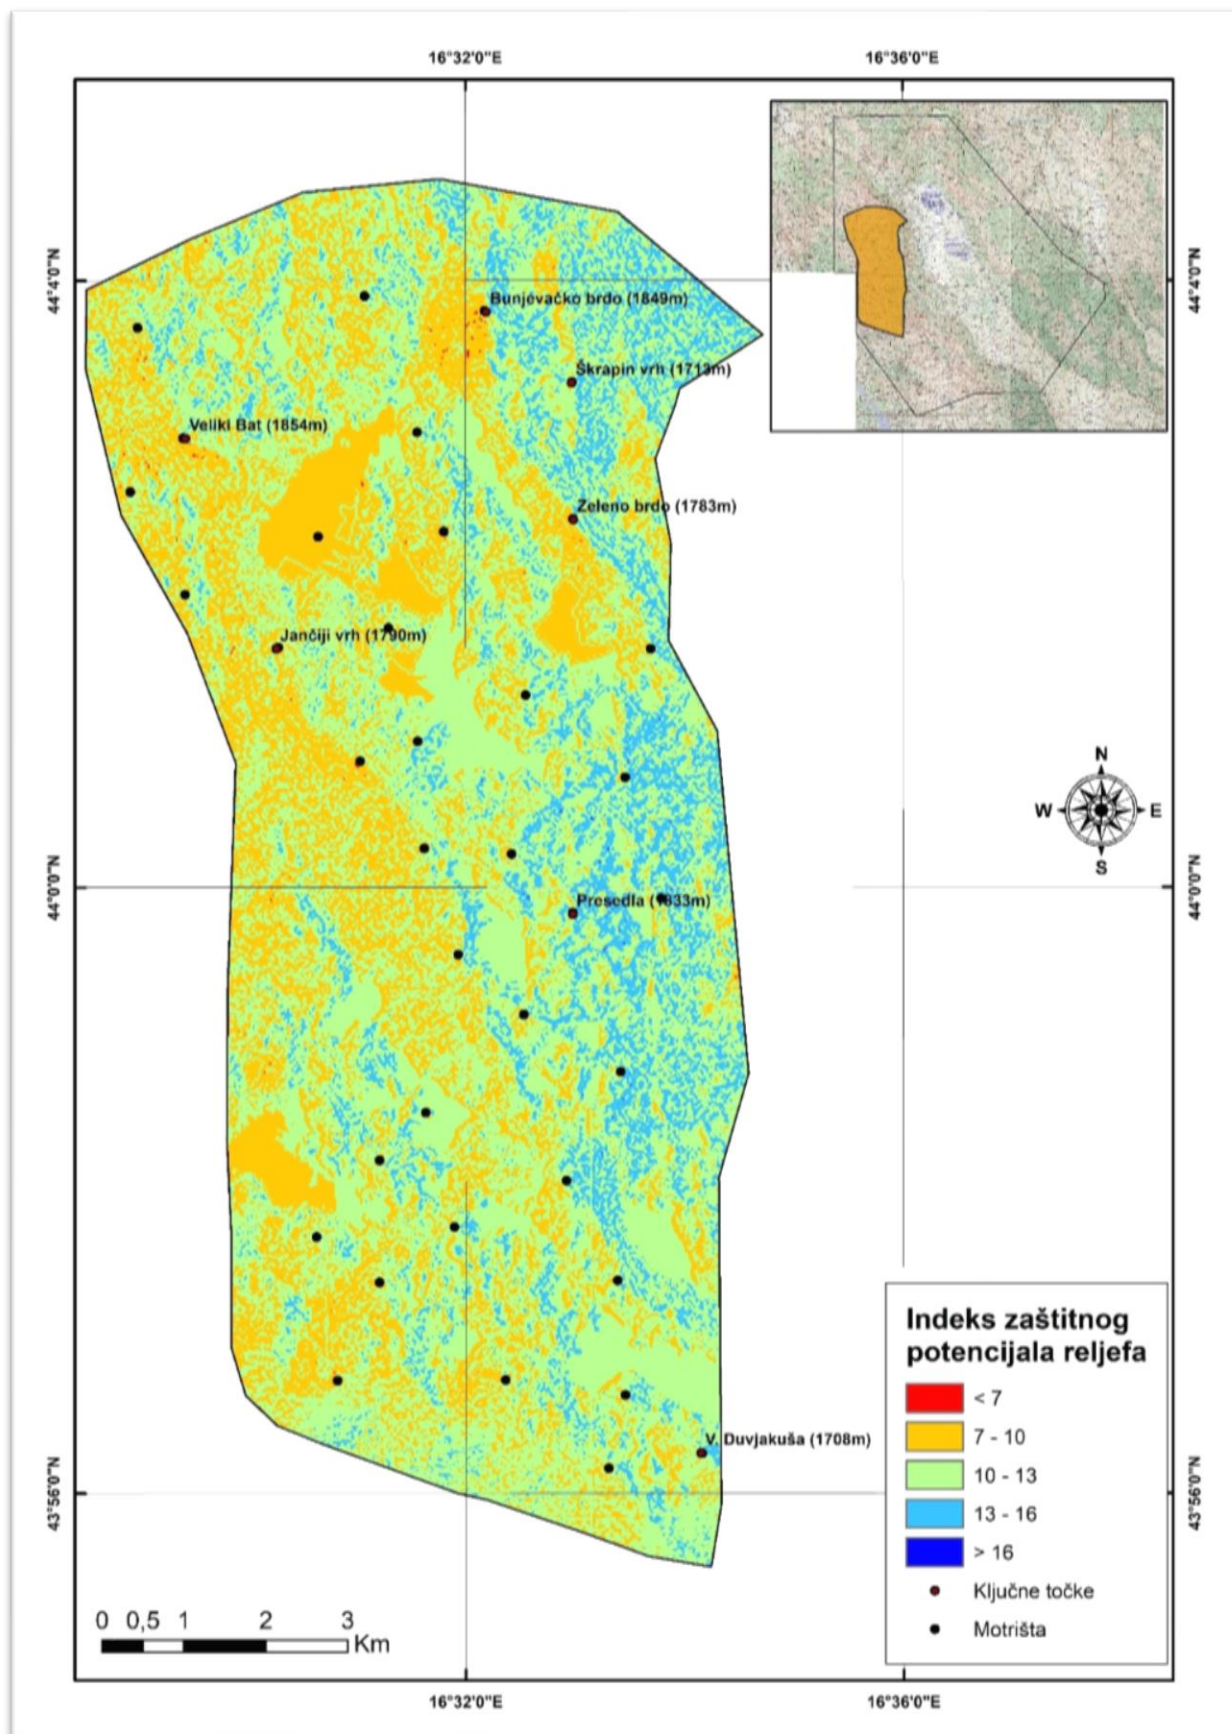 16°32'0"E
16°36'0"E
44°4'0"N
44°4'0"N
Bunjevačko brdo (1849m)
Škrapin vrh (1713m)
Veliki Bat (1854m)
Zeleno brdo (1783m)
Jančiji vrh (1790m)
N
W
E
S
44°0'0"N
44°0'0"N
Presedla (1633m)
Indeks zaštitnog
potencijala reljefa
< 7
7 - 10
10 - 13
13 - 16
> 16
Ključne točke
Motrišta
V. Duvjakuša (1708m)
43°56'0"N
43°56'0"N
0 0,5 1 2 3
Km
16°32'0"E
16°36'0"E